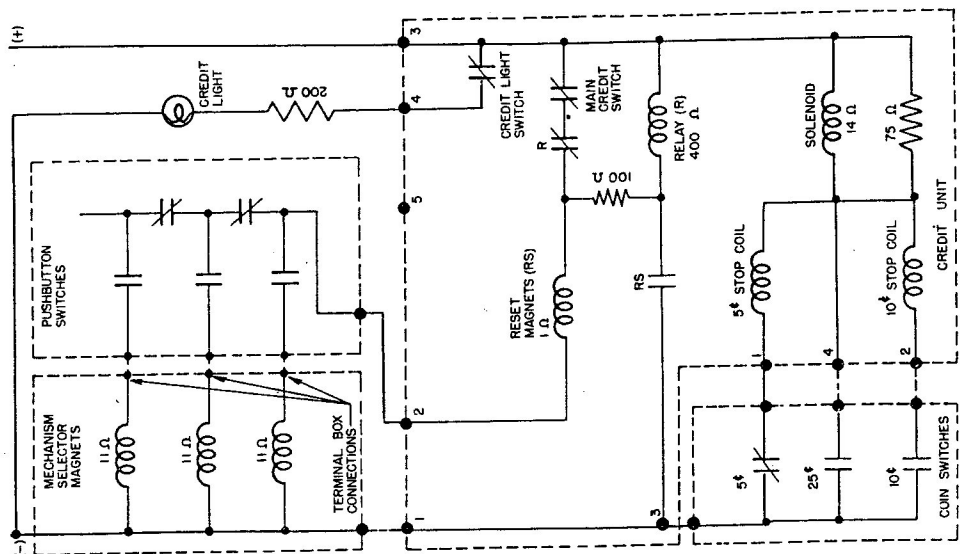 (+)
(-)
CREDIT
LIGHT
200 Ω
3
4
CREDIT LIGHT
SWITCH
MAIN
CREDIT
SWITCH
R
RELAY (R)
400 Ω
SOLENOID
14 Ω
75 Ω
PUSHBUTTON
SWITCHES
5
100 Ω
RESET
MAGNETS (RS)
1 Ω
RS
5¢ STOP COIL
10¢ STOP COIL
CREDIT UNIT
MECHANISM
SELECTOR
MAGNETS
11 Ω
11 Ω
11 Ω
TERMINAL BOX
CONNECTIONS
2
1
3
1
4
2
5¢
25¢
10¢
COIN SWITCHES